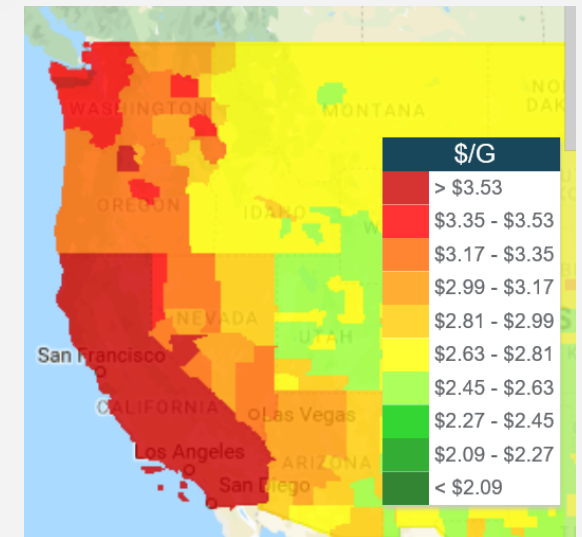 WASHINGTON
MONTANA
NO
DAK
OREGON
IDAHO
W
NEVADA
UTAH
San Francisco
CALIFORNIA
Las Vegas
Los Angeles
ARIZONA
San Diego
$/G
> $3.53
$3.35 - $3.53
$3.17 - $3.35
$2.99 - $3.17
$2.81 - $2.99
$2.63 - $2.81
$2.45 - $2.63
$2.27 - $2.45
$2.09 - $2.27
< $2.09